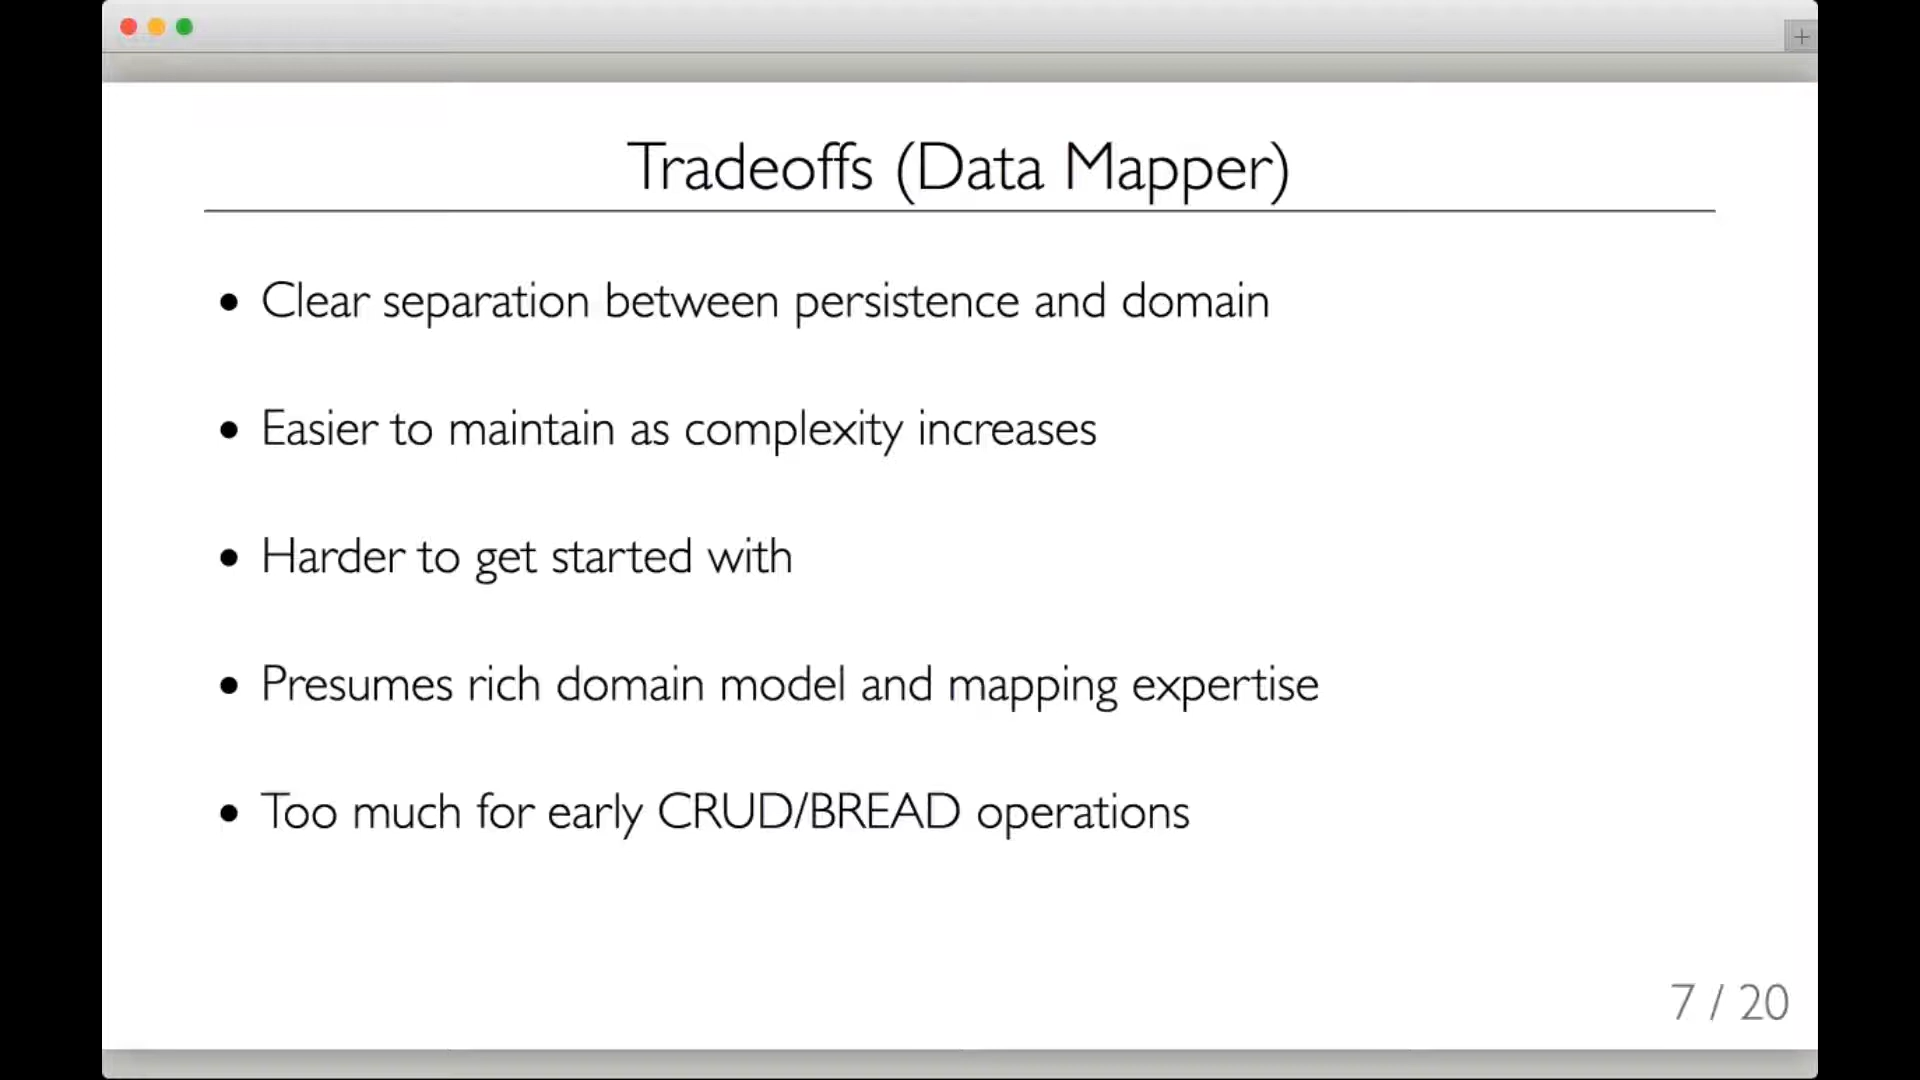 Tradeoffs (Data Mapper)
• Clear separation between persistence and domain
• Easier to maintain as complexity increases
• Harder to get started with
• Presumes rich domain model and mapping expertise
• Too much for early CRUD/BREAD operations
7 / 20